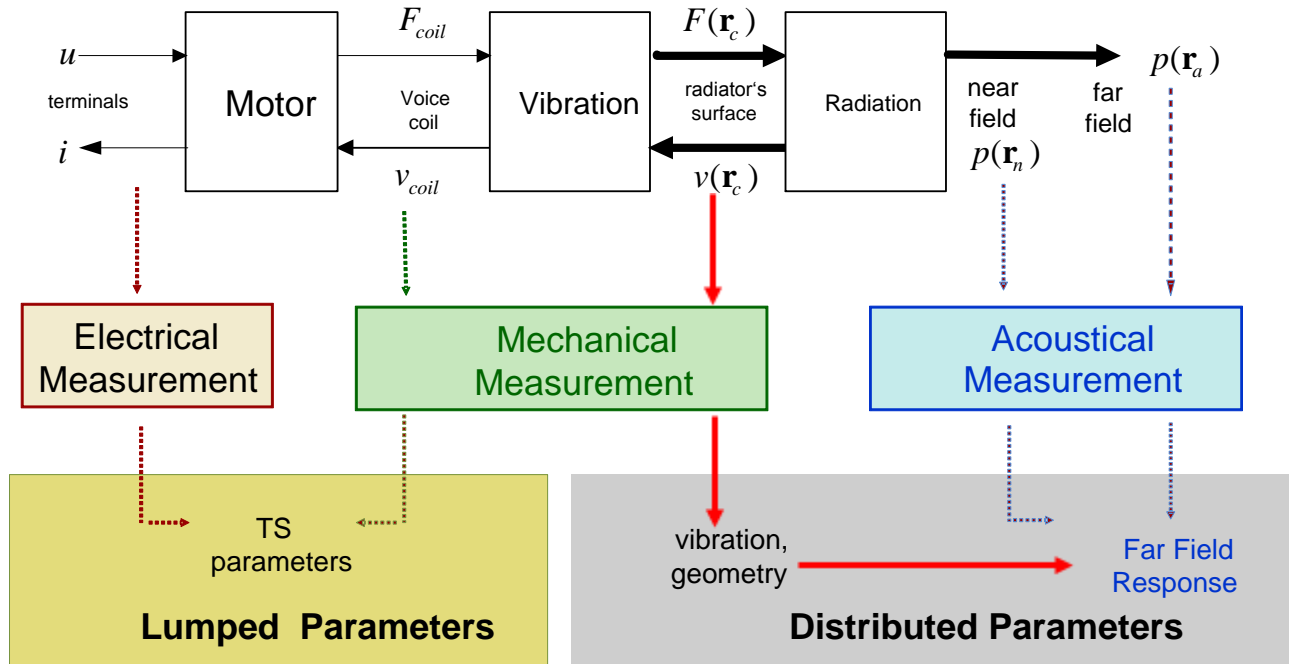 F_coil
F(r_c)
u
p(r_a)
terminals
Motor
Voice
coil
Vibration
radiator‘s
surface
Radiation
near
field
far
field
i
v_coil
v(r_c)
p(r_n)
Electrical
Measurement
Mechanical
Measurement
Acoustical
Measurement
TS
parameters
vibration,
geometry
Far Field
Response
Lumped Parameters
Distributed Parameters